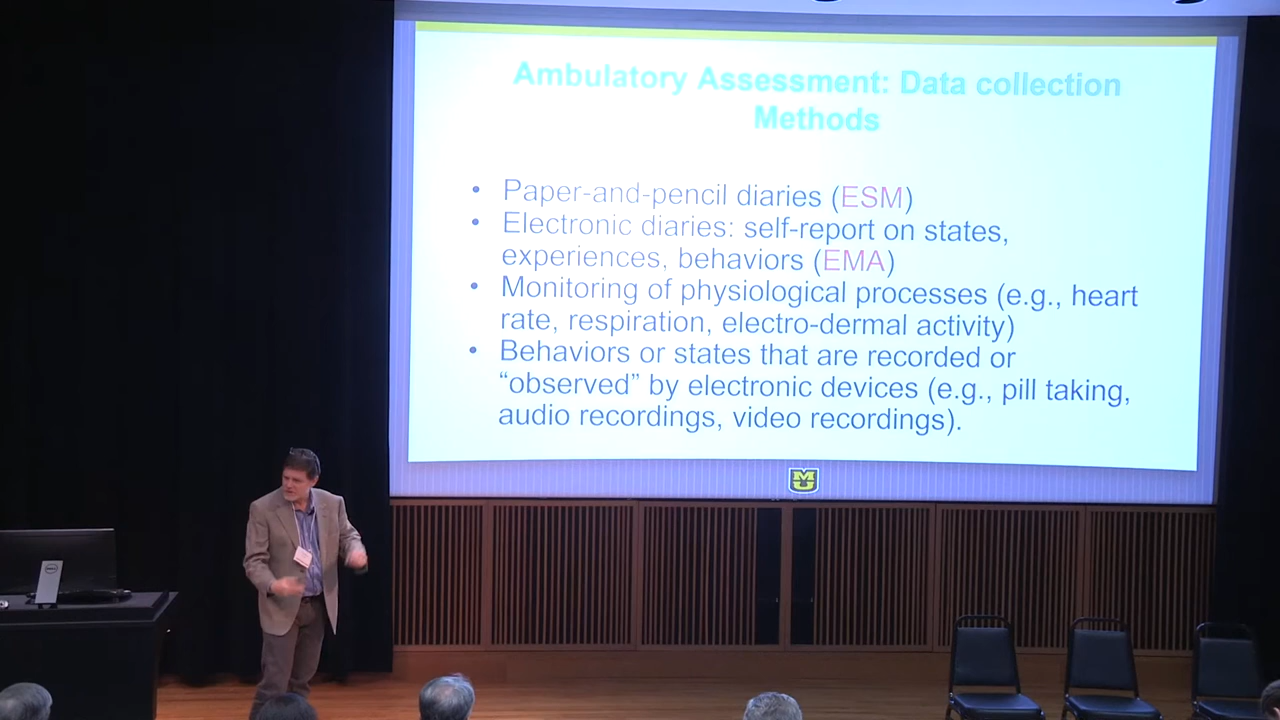 Ambulatory Assessment: Data collection
Methods
• Paper-and-pencil diaries (ESM)
• Electronic diaries: self-report on states,
experiences, behaviors (EMA)
• Monitoring of physiological processes (e.g., heart
rate, respiration, electro-dermal activity)
• Behaviors or states that are recorded or
“observed” by electronic devices (e.g., pill taking,
audio recordings, video recordings).
MU
DELL